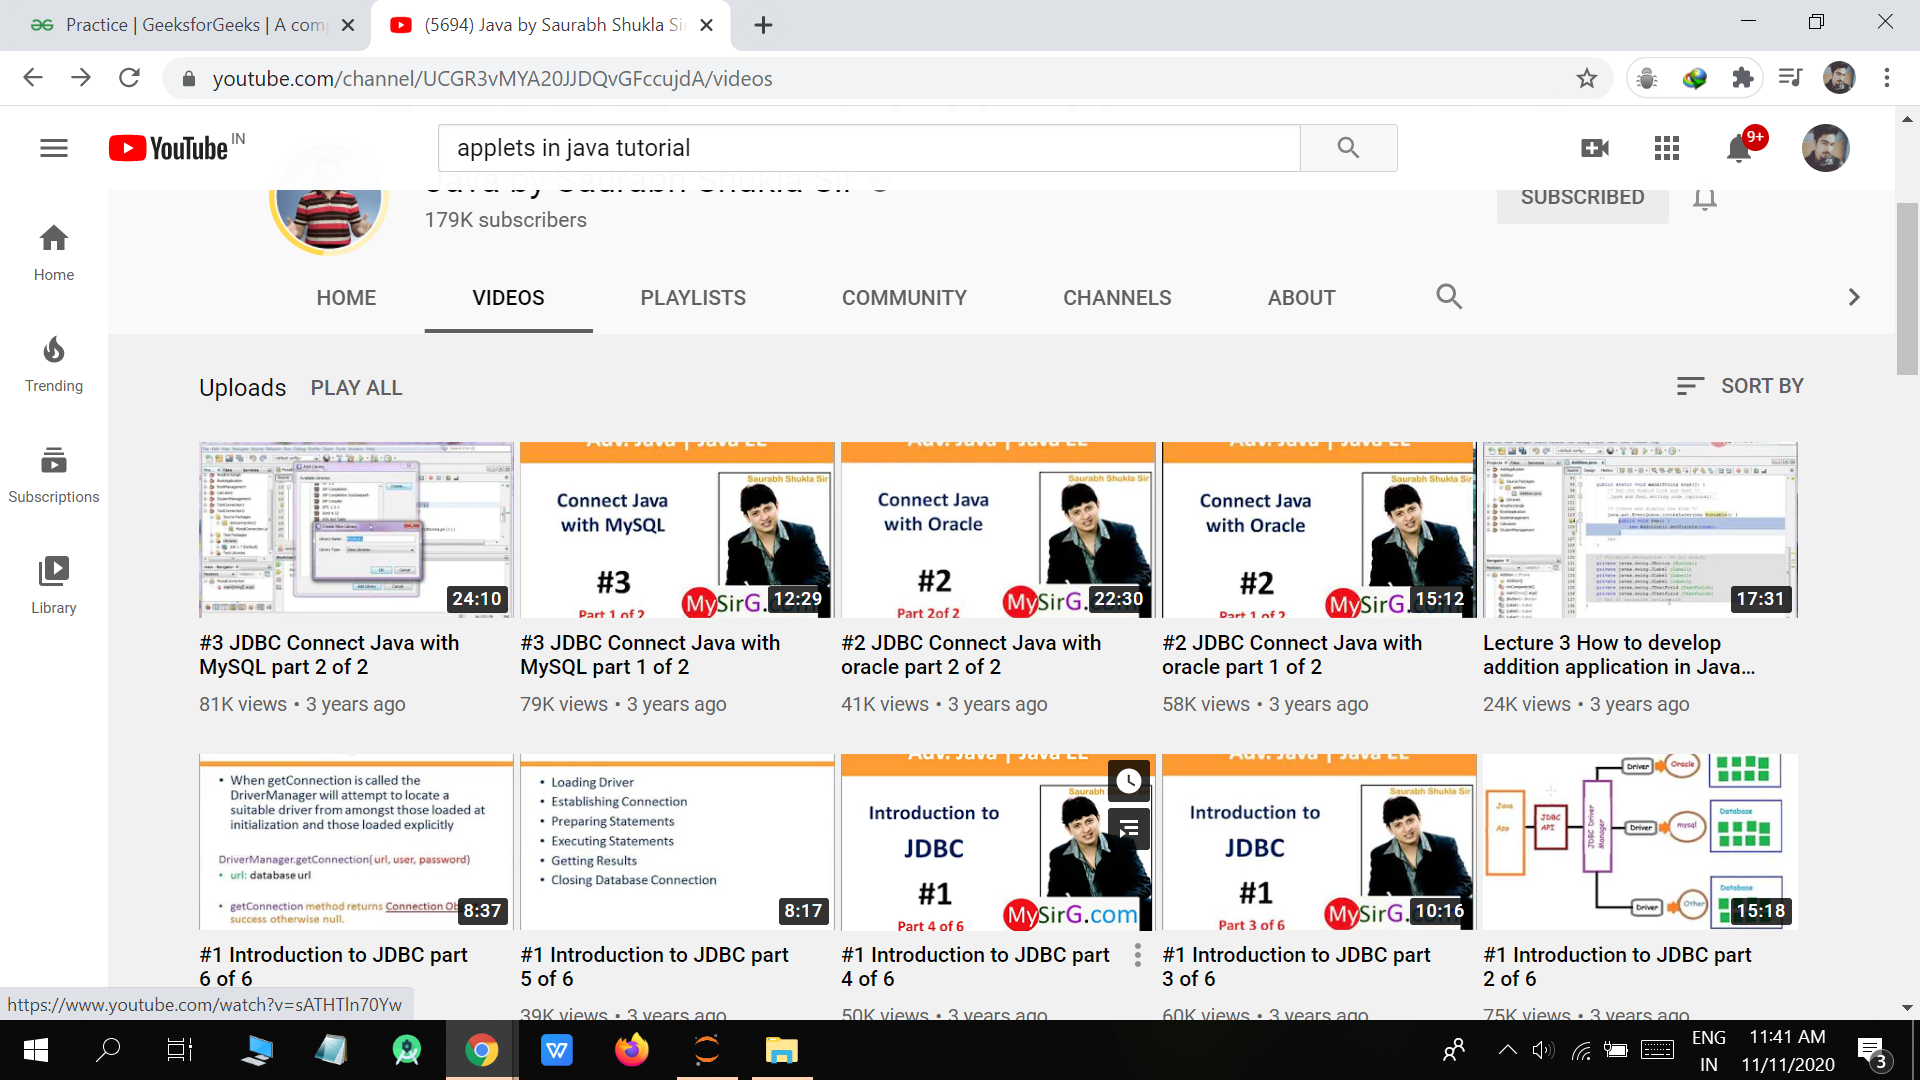 Practice | GeeksforGeeks | A com
(5694) Java by Saurabh Shukla Si
youtube.com/channel/UCGR3vMYA20JJDQvGFccujdA/videos
YouTube IN
applets in java tutorial
9+
Java by Saurabh Shukla Sir
179K subscribers
SUBSCRIBED
Home
Trending
Subscriptions
Library
HOME VIDEOS PLAYLISTS COMMUNITY CHANNELS ABOUT
Uploads PLAY ALL
SORT BY
24:10
Adv. Java | Java EE
Saurabh Shukla Sir
Connect Java
with MySQL
#3
Part 1 of 2
MySirG.
12:29
Adv. Java | Java EE
Saurabh Shukla Sir
Connect Java
with Oracle
#2
Part 2of 2
MySirG.com
22:30
Adv. Java | Java EE
Saurabh Shukla Sir
Connect Java
with Oracle
#2
Part 1 of 2
MySirG.
15:12
17:31
#3 JDBC Connect Java with
MySQL part 2 of 2
81K views • 3 years ago
#3 JDBC Connect Java with
MySQL part 1 of 2
79K views • 3 years ago
#2 JDBC Connect Java with
oracle part 2 of 2
41K views • 3 years ago
#2 JDBC Connect Java with
oracle part 1 of 2
58K views • 3 years ago
Lecture 3 How to develop
addition application in Java...
24K views • 3 years ago
• When getConnection is called the
DriverManager will attempt to locate a
suitable driver from amongst those loaded at
initialization and those loaded explicitly
DriverManager.getConnection( url, user, password)
• url: database url
• getConnection method returns Connection Ob
success otherwise null.
8:37
• Loading Driver
• Establishing Connection
• Preparing Statements
• Executing Statements
• Getting Results
• Closing Database Connection
8:17
Adv. Java | Java EE
Saurabh
Introduction to
JDBC
#1
Part 4 of 6
MySirG.com
Adv. Java | Java EE
Saurabh Shukla Sir
Introduction to
JDBC
#1
Part 3 of 6
MySirG.
10:16
Java
App
JDBC
API
JDBC Driver
Manager
Driver
Oracle
Driver
mysql
Database
Driver
Other
Database
15:18
#1 Introduction to JDBC part
6 of 6
#1 Introduction to JDBC part
5 of 6
39K views • 3 years ago
#1 Introduction to JDBC part
4 of 6
50K views • 3 years ago
#1 Introduction to JDBC part
3 of 6
60K views • 3 years ago
#1 Introduction to JDBC part
2 of 6
75K views • 3 years ago
ENG
IN
11:41 AM
11/11/2020
3